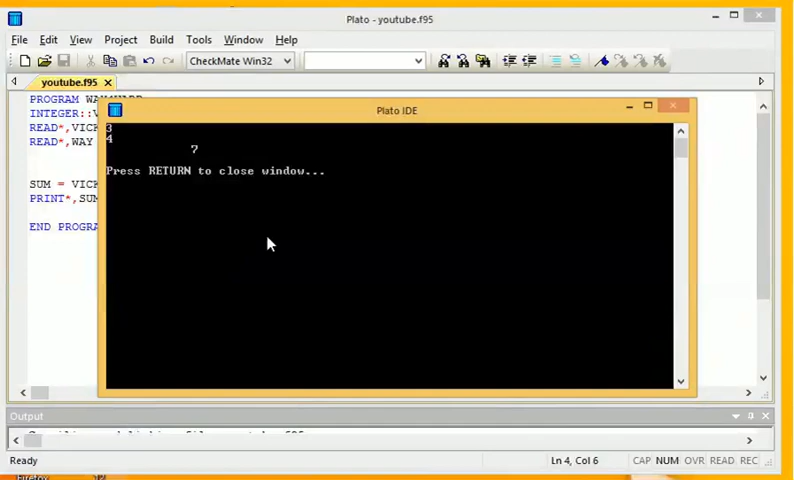 Plato - youtube.f95
File Edit View Project Build Tools Window Help
CheckMate Win32
youtube.f95
PROGRAM
INTEGER::
READ*,VICK
READ*,WAY
SUM = VICK
PRINT*,SUM
END PROGRA
Plato IDE
3
4
7
Press RETURN to close window...
Output
Ready
Ln 4, Col 6
CAP NUM OVR READ REC
Firefox